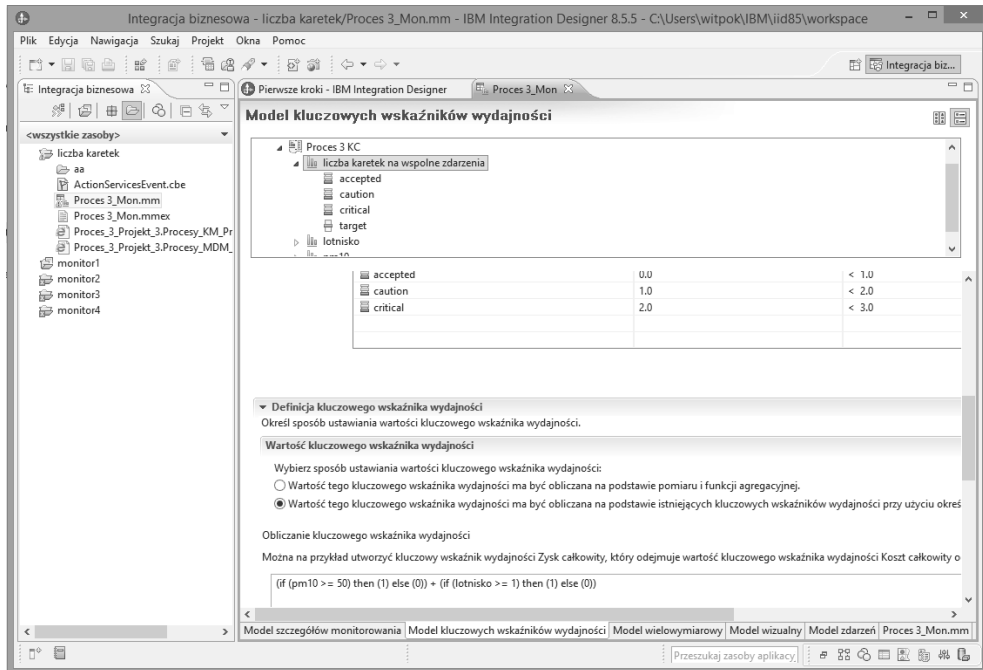 Integracja biznesowa - liczba karetek/Proces 3_Mon.mm - IBM Integration Designer 8.5.5 - C:\Users\witpok\IBM\iid85\workspace
Plik Edycja Nawigacja Szukaj Projekt Okna Pomoc
Integracja biz...
Integracja biznesowa
<wszystkie zasoby>
liczba karetek
aa
ActionServicesEvent.cbe
Proces 3_Mon.mm
Proces 3_Mon.mmex
Proces_3_Projekt_3.Procesy_KM_Pr
Proces_3_Projekt_3.Procesy_MDM_
monitor1
monitor2
monitor3
monitor4
Pierwsze kroki - IBM Integration Designer
Proces 3_Mon
Model kluczowych wskaźników wydajności
Proces 3 KC
liczba karetek na wspolne zdarzenia
accepted
caution
critical
target
lotnisko
pm10
accepted 0.0 < 1.0
caution 1.0 < 2.0
critical 2.0 < 3.0
Definicja kluczowego wskaźnika wydajności
Określ sposób ustawiania wartości kluczowego wskaźnika wydajności.
Wartość kluczowego wskaźnika wydajności
Wybierz sposób ustawiania wartości kluczowego wskaźnika wydajności:
Wartość tego kluczowego wskaźnika wydajności ma być obliczana na podstawie pomiaru i funkcji agregacyjnej.
Wartość tego kluczowego wskaźnika wydajności ma być obliczana na podstawie istniejących kluczowych wskaźników wydajności przy użyciu okreś
Obliczanie kluczowego wskaźnika wydajności
Można na przykład utworzyć kluczowy wskaźnik wydajności Zysk całkowity, który odejmuje wartość kluczowego wskaźnika wydajności Koszt całkowity o
(if (pm10 >= 50) then (1) else (0)) + (if (lotnisko >= 1) then (1) else (0))
Model szczegółów monitorowania Model kluczowych wskaźników wydajności Model wielowymiarowy Model wizualny Model zdarzeń Proces 3_Mon.mm
Przeszukaj zasoby aplikacy